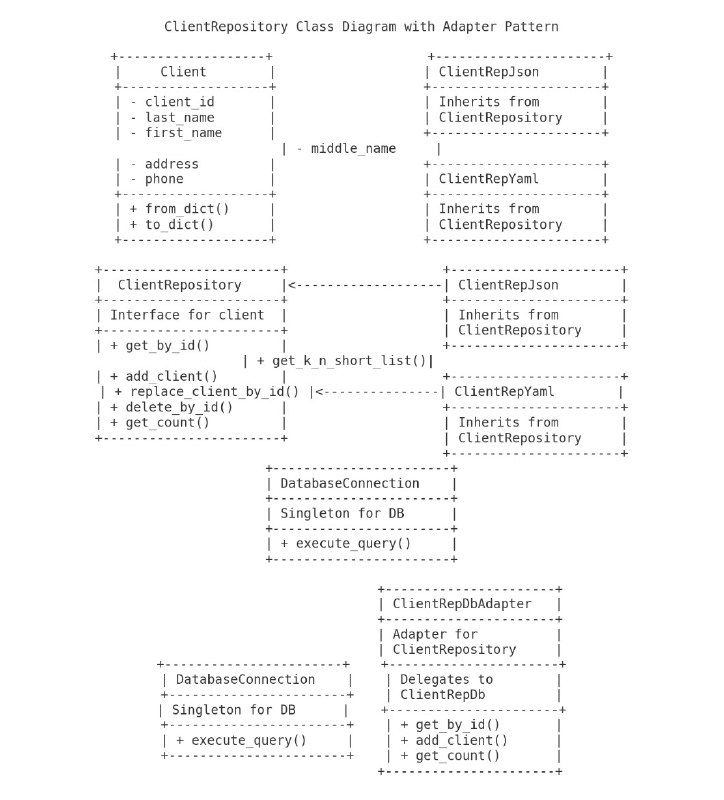 ClientRepository Class Diagram with Adapter Pattern
+-------------------+                    +----------------------+
|     Client        |                    | ClientRepJson        |
+-------------------+                    +----------------------+
| - client_id       |                    | Inherits from        |
| - last_name       |                    | ClientRepository     |
| - first_name      |                    +----------------------+
| - middle_name     |
| - address         |                    +----------------------+
| - phone           |                    | ClientRepYaml        |
+-------------------+                    +----------------------+
| + from_dict()     |                    | Inherits from        |
| + to_dict()       |                    | ClientRepository     |
+-------------------+                    +----------------------+
+-----------------------+                    +----------------------+
|  ClientRepository     |<-------------------| ClientRepJson        |
+-----------------------+                    +----------------------+
| Interface for client  |                    | Inherits from        |
+-----------------------+                    | ClientRepository     |
| + get_by_id()         |                    +----------------------+
| + get_k_n_short_list()|
| + add_client()        |                    +----------------------+
| + replace_client_by_id() |<---------------| ClientRepYaml        |
| + delete_by_id()      |                    +----------------------+
| + get_count()         |                    | Inherits from        |
+-----------------------+                    | ClientRepository     |
+----------------------+
+-----------------------+
| DatabaseConnection    |
+-----------------------+
| Singleton for DB      |
+-----------------------+
| + execute_query()     |
+-----------------------+
+----------------------+
| ClientRepDbAdapter   |
+----------------------+
| Adapter for          |
| ClientRepository     |
+-----------------------+    +----------------------+
| DatabaseConnection    |    | Delegates to        |
+-----------------------+    | ClientRepDb         |
| Singleton for DB      |    +----------------------+
+-----------------------+    | + get_by_id()       |
| + execute_query()     |    | + add_client()      |
+-----------------------+    | + get_count()       |
+----------------------+